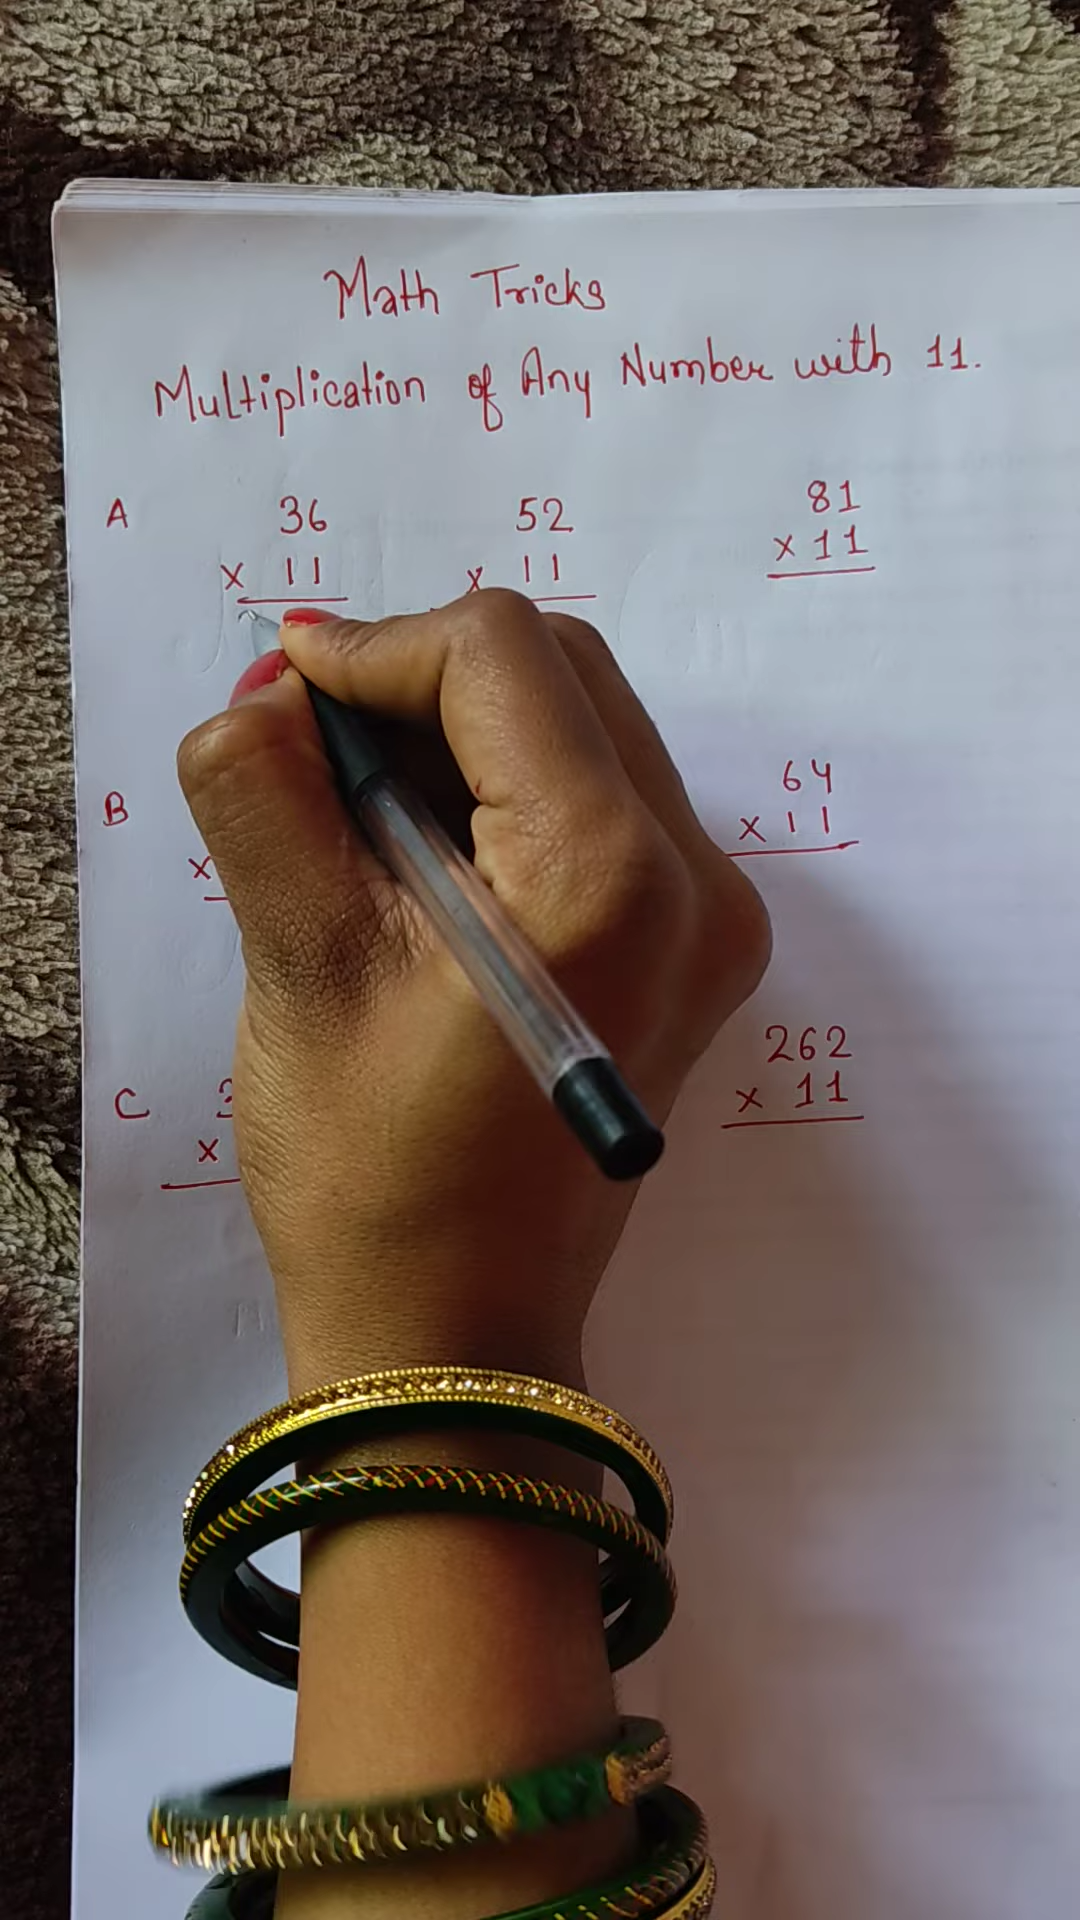 Math Tricks
Multiplication of Any Number with 11.
A 36 52 81
x 11 x 11 x 11
B 64
x x 11
C 262
x x 11